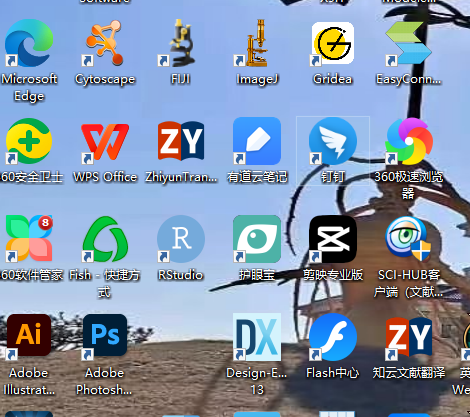 Software
Microsoft
Edge
Cytoscape
FIJI
ImageJ
Gridea
EasyConn...
60安全卫士
WPS Office
ZY
ZhiyunTran...
有道云笔记
钉钉
360极速浏览
器
8
60软件管家
Fish - 快捷方
式
R
RStudio
护眼宝
剪映专业版
SCI-HUB客
户端（文献...
Ai
Adobe
Illustrat...
Ps
Adobe
Photosh...
DX
Design-E...
13
Flash中心
ZY
知云文献翻译
英
We